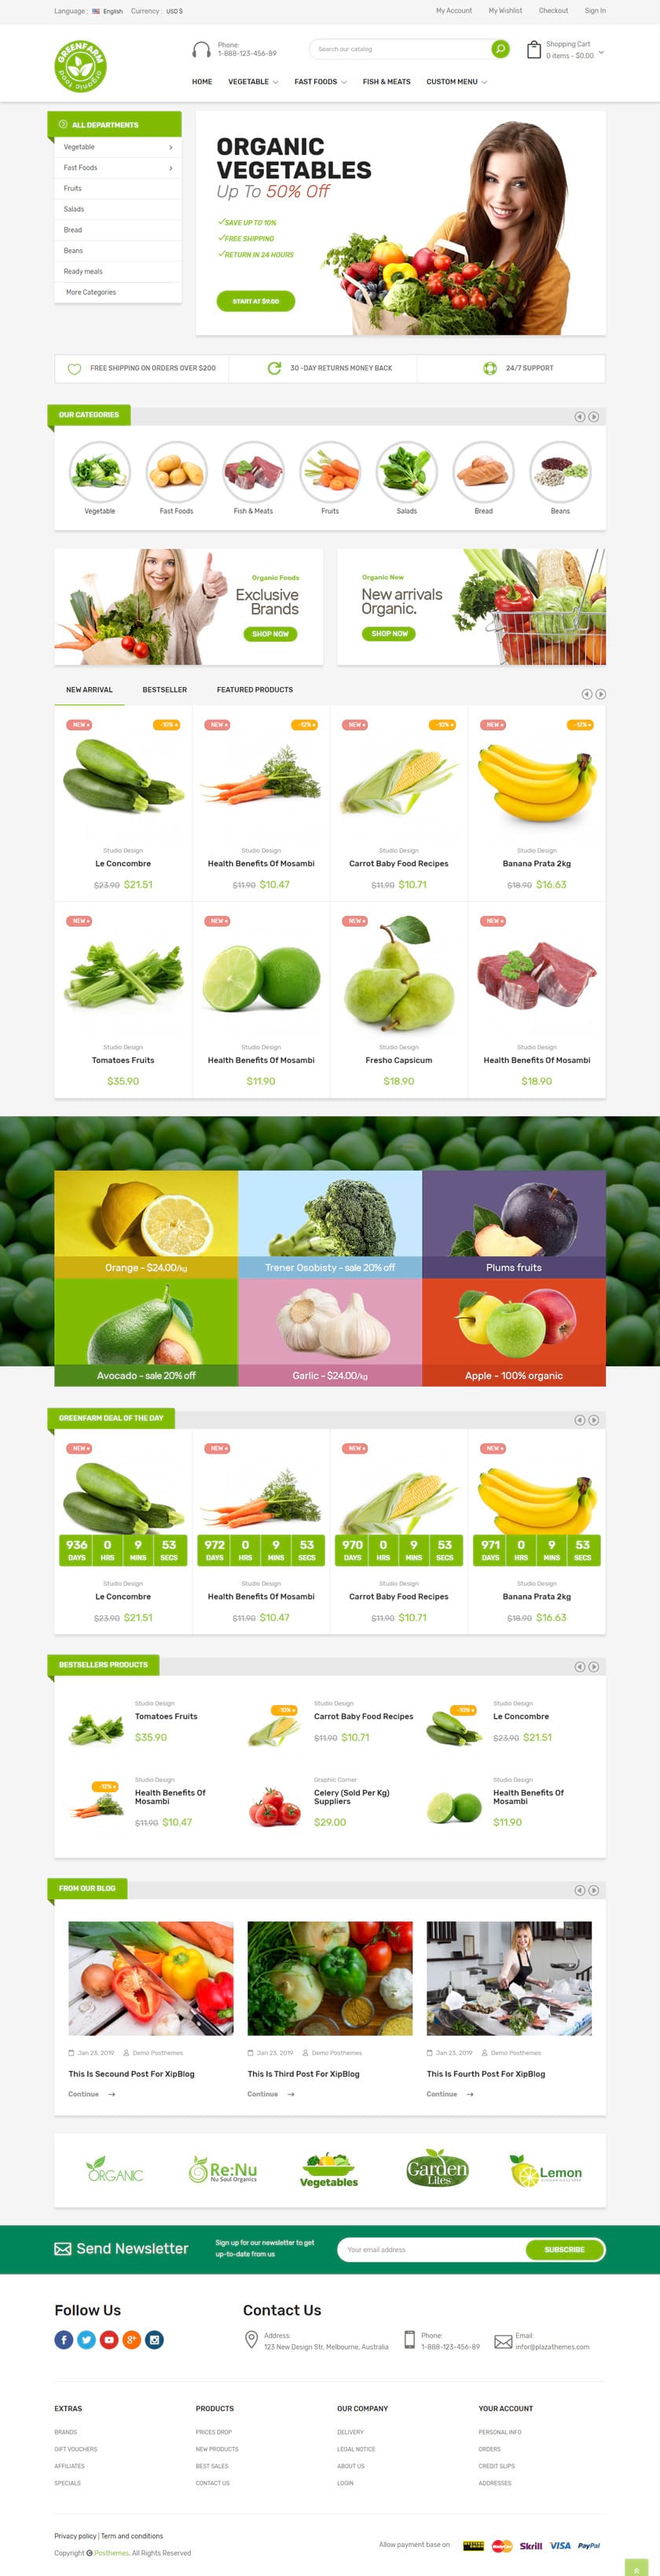 Language : English Currency : USD $
My Account My Wishlist Checkout Sign In
GREENFARM
organic food
Phone:
1-888-123-456-89
Search our catalog
Shopping Cart
0 items - $0.00
HOME VEGETABLE FAST FOODS FISH & MEATS CUSTOM MENU
ALL DEPARTMENTS
Vegetable
Fast Foods
Fruits
Salads
Bread
Beans
Ready meals
More Categories
ORGANIC
VEGETABLES
Up To 50% Off
SAVE UP TO 10%
FREE SHIPPING
RETURN IN 24 HOURS
START AT $9.00
FREE SHIPPING ON ORDERS OVER $200
30 -DAY RETURNS MONEY BACK
24/7 SUPPORT
OUR CATEGORIES
Vegetable Fast Foods Fish & Meats Fruits Salads Bread Beans
Organic Foods
Exclusive
Brands
SHOP NOW
Organic New
New arrivals
Organic.
SHOP NOW
NEW ARRIVAL BESTSELLER FEATURED PRODUCTS
NEW -10% NEW -12% NEW -10% NEW -12%
Studio Design Studio Design Studio Design Studio Design
Le Concombre Health Benefits Of Mosambi Carrot Baby Food Recipes Banana Prata 2kg
$23.90 $21.51 $11.90 $10.47 $11.90 $10.71 $18.90 $16.63
NEW NEW NEW NEW
Studio Design Studio Design Studio Design Studio Design
Tomatoes Fruits Health Benefits Of Mosambi Fresho Capsicum Health Benefits Of Mosambi
$35.90 $11.90 $18.90 $18.90
Orange - $24.00/kg Trener Osobisty - sale 20% off Plums fruits
Avocado - sale 20% off Garlic - $24.00/kg Apple - 100% organic
GREENFARM DEAL OF THE DAY
NEW NEW NEW NEW
936 0 9 53 972 0 9 53 970 0 9 53 971 0 9 53
DAYS HRS MINS SECS DAYS HRS MINS SECS DAYS HRS MINS SECS DAYS HRS MINS SECS
Studio Design Studio Design Studio Design Studio Design
Le Concombre Health Benefits Of Mosambi Carrot Baby Food Recipes Banana Prata 2kg
$23.90 $21.51 $11.90 $10.47 $11.90 $10.71 $18.90 $16.63
BESTSELLERS PRODUCTS
Studio Design
Tomatoes Fruits
$35.90
-10%
Studio Design
Carrot Baby Food Recipes
$11.90 $10.71
-10%
Studio Design
Le Concombre
$23.90 $21.51
-12%
Studio Design
Health Benefits Of
Mosambi
$11.90 $10.47
Graphic Corner
Celery (Sold Per Kg)
Suppliers
$29.00
Studio Design
Health Benefits Of
Mosambi
$11.90
FROM OUR BLOG
Jan 23, 2019 Demo Posthemes Jan 23, 2019 Demo Posthemes Jan 23, 2019 Demo Posthemes
This Is Secound Post For XipBlog This Is Third Post For XipBlog This Is Fourth Post For XipBlog
Continue Continue Continue
ORGANIC
Re:Nu
Nu Soul Organics
Vegetables
Garden
Lites
Lemon
Send Newsletter
Sign up for our newsletter to get
up-to-date from us
Your email address
SUBSCRIBE
Follow Us
Contact Us
Address:
123 New Design Str, Melbourne, Australia
Phone:
1-888-123-456-89
Email:
infor@plazathemes.com
EXTRAS PRODUCTS OUR COMPANY YOUR ACCOUNT
BRANDS PRICES DROP DELIVERY PERSONAL INFO
GIFT VOUCHERS NEW PRODUCTS LEGAL NOTICE ORDERS
AFFILIATES BEST SALES ABOUT US CREDIT SLIPS
SPECIALS CONTACT US LOGIN ADDRESSES
Privacy policy | Term and conditions
Copyright © Posthemes. All Rights Reserved
Allow payment base on
Skrill VISA PayPal